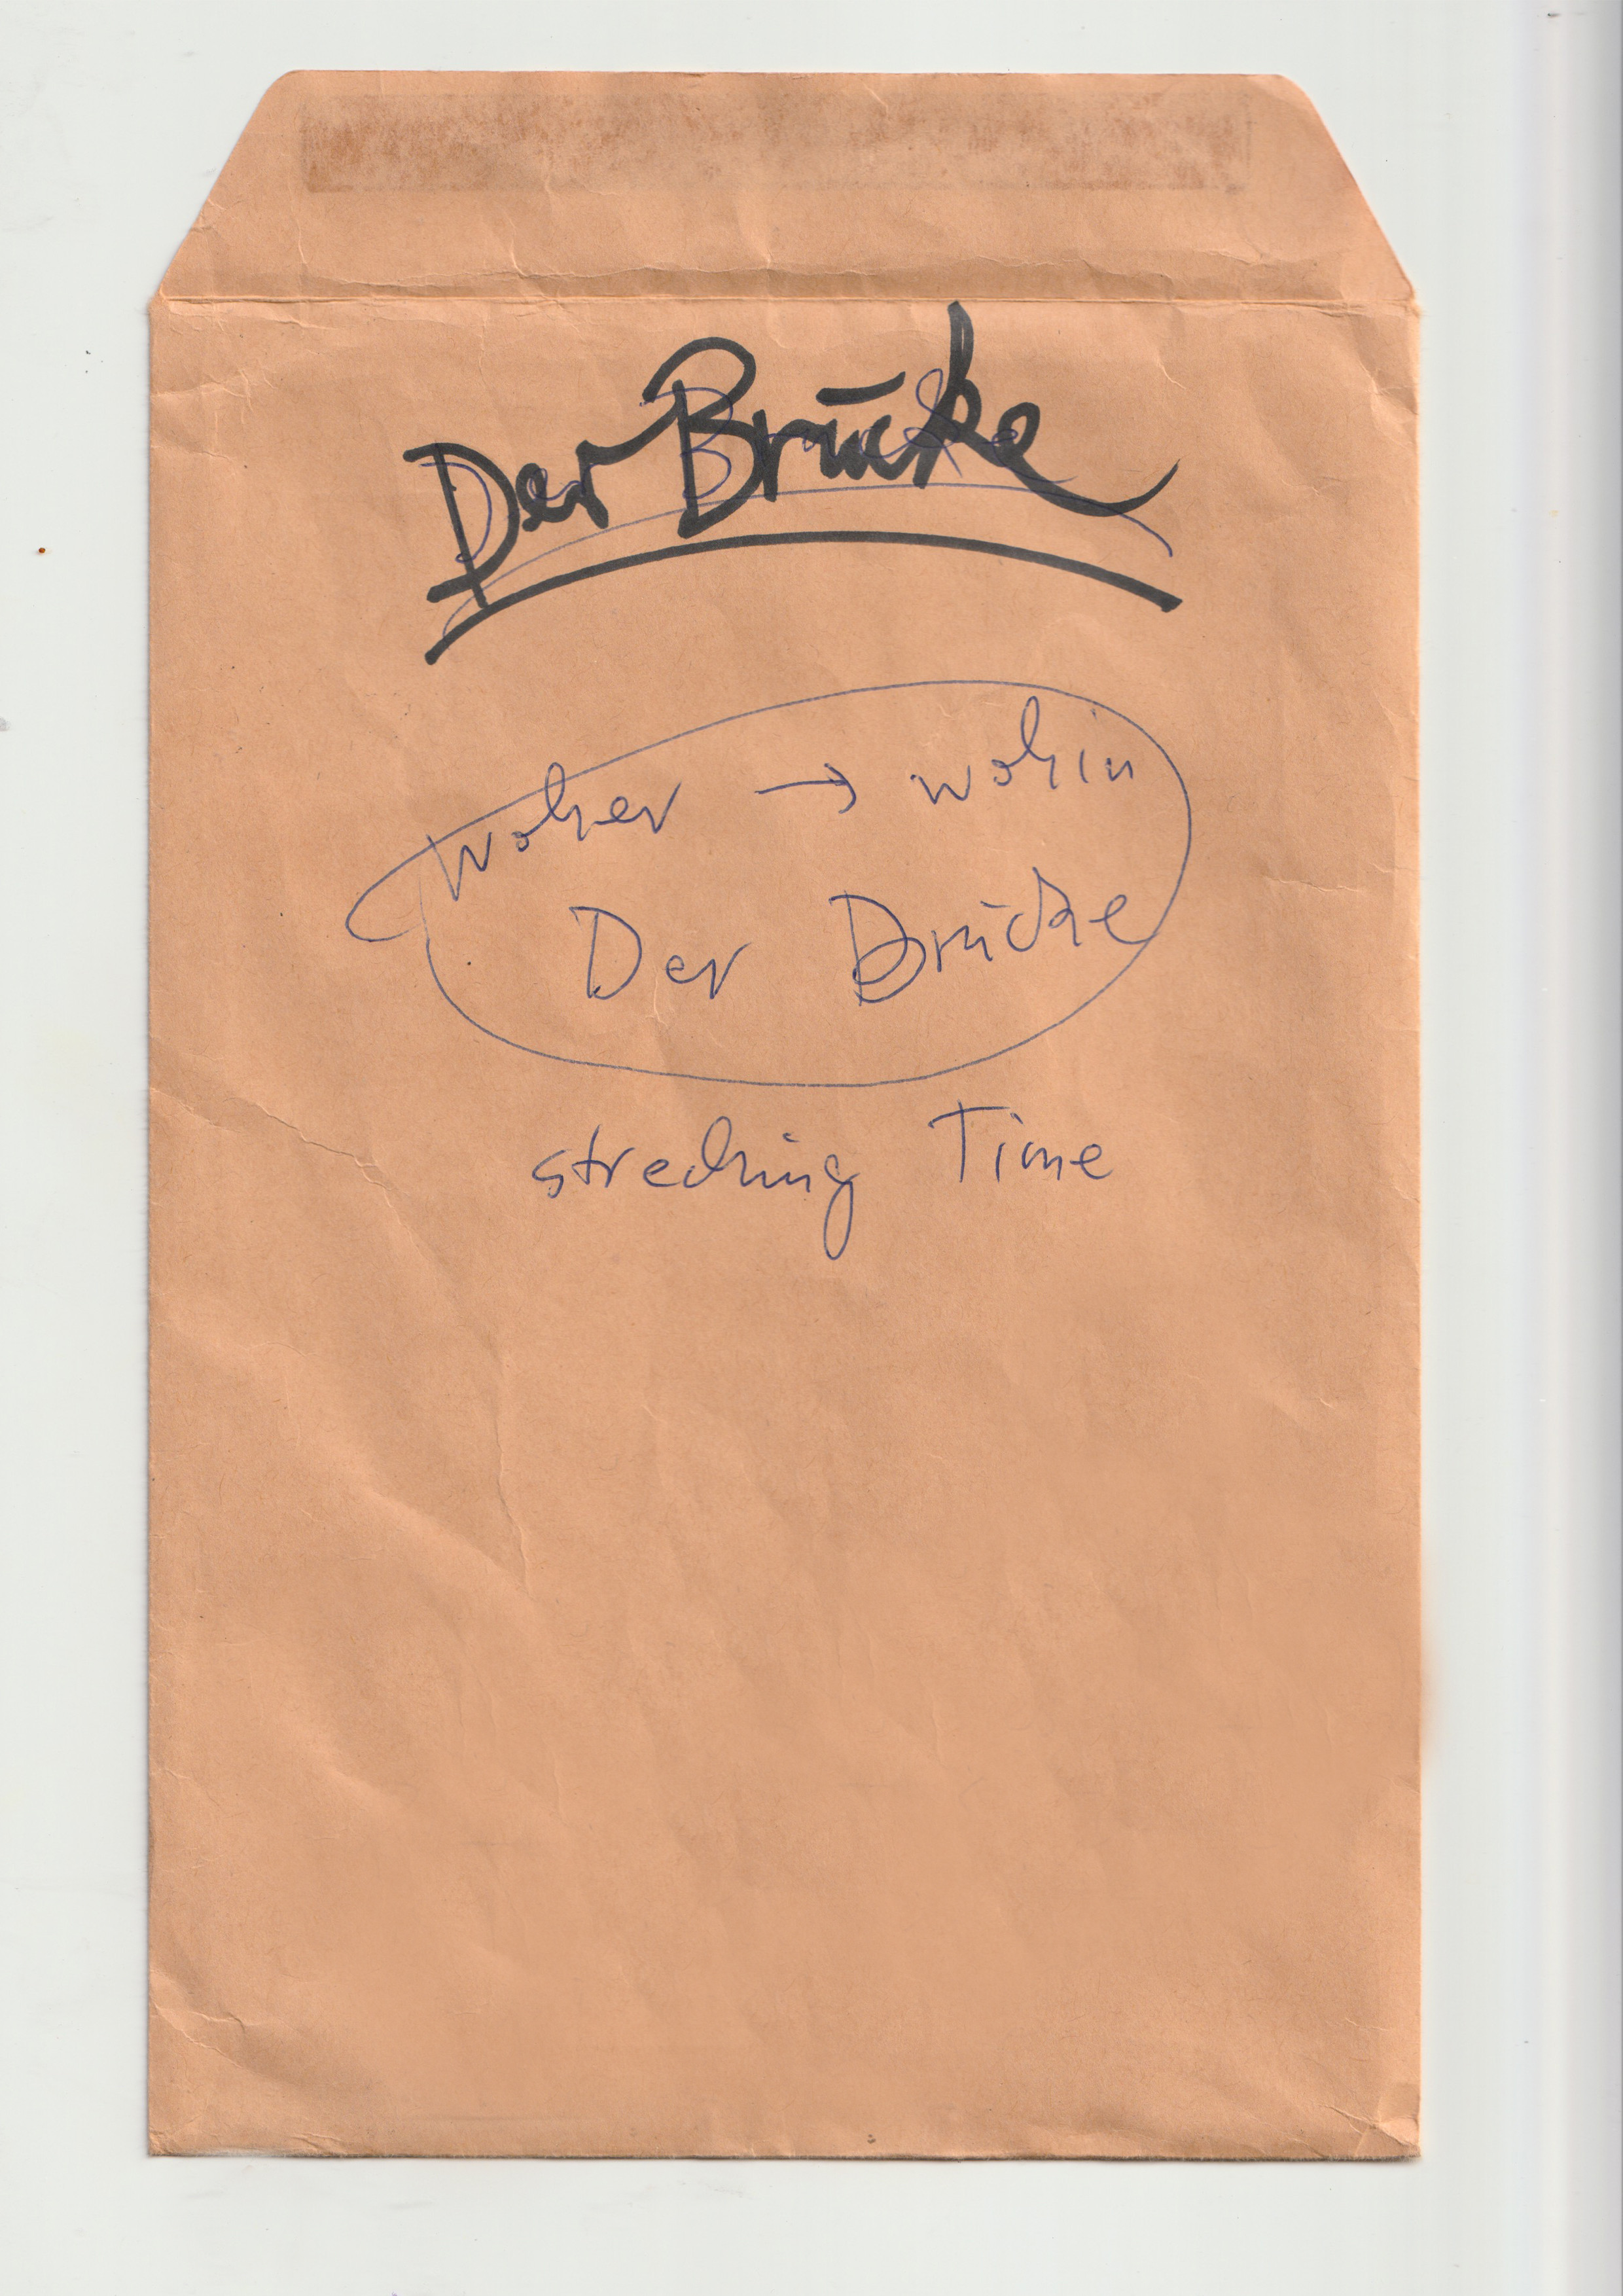 Der Brücke
woher → wohin
Der Brücke
streching Time